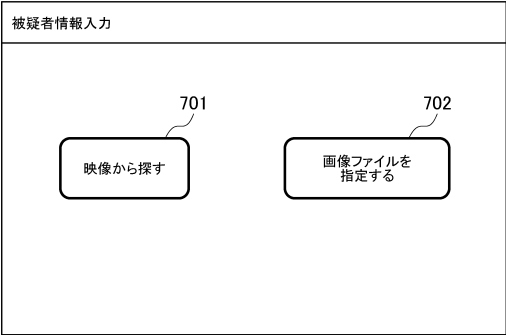 被疑者情報入力
701
702
映像から探す
画像ファイルを
指定する